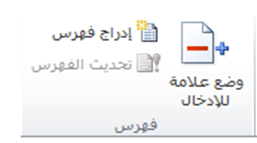 وضع علامة
للإدخال
إدراج فهرس
تحديث الفهرس
فهرس